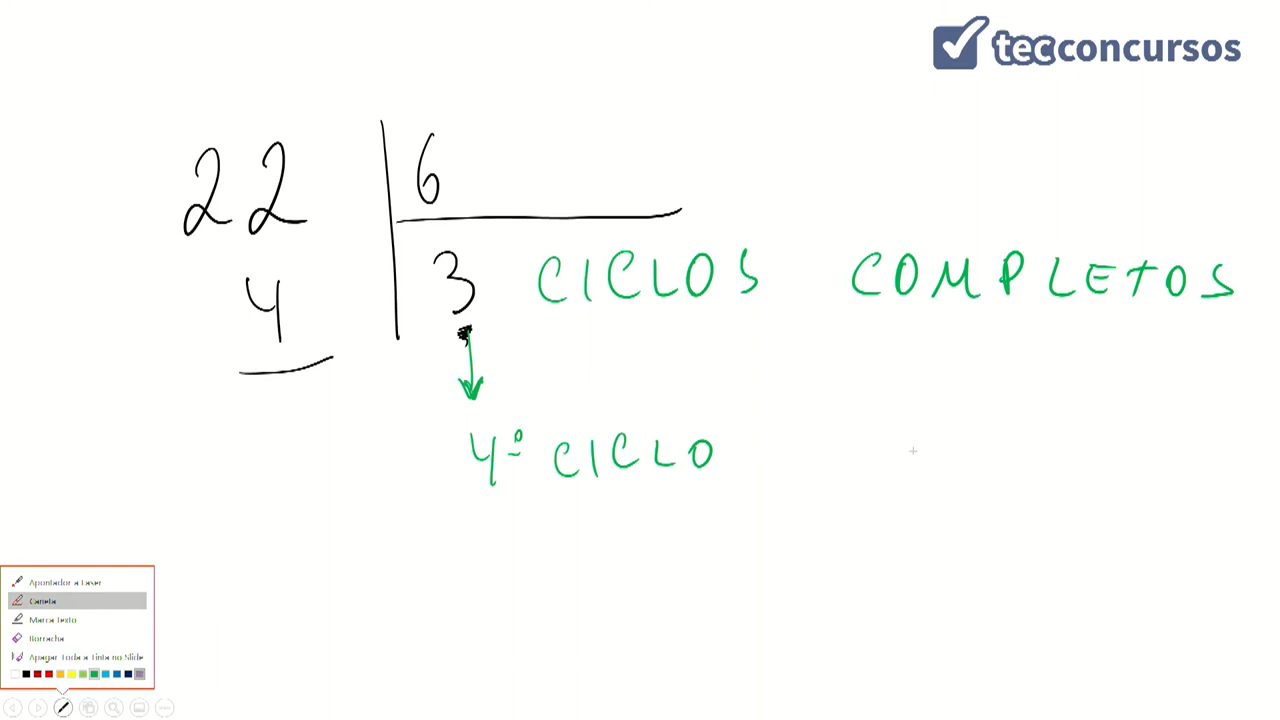 tecconcursos
22 6
4 3 CICLOS COMPLETOS
4º CICLO
Apontador a Laser
Caneta
Marca Texto
Borracha
Apagar Toda a Tinta no Slide